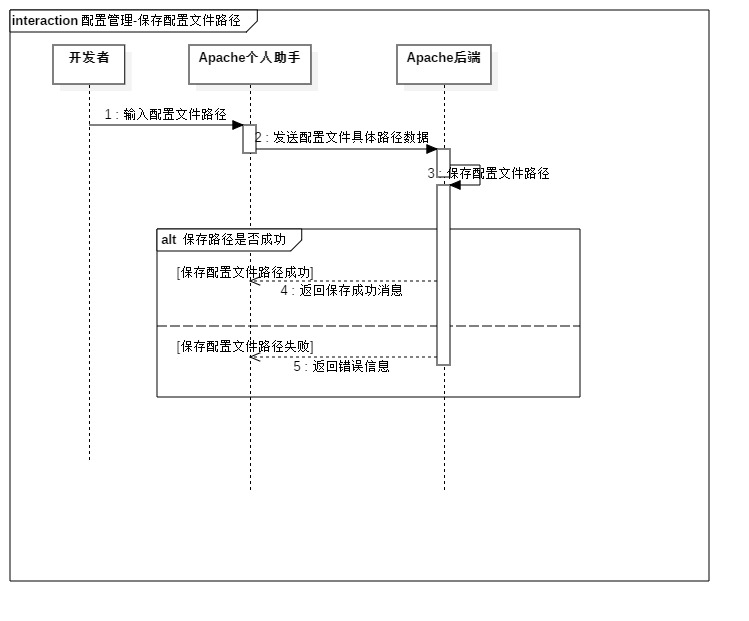 interaction 配置管理-保存配置文件路径
开发者
Apache个人助手
Apache后端
1 : 输入配置文件路径
2 : 发送配置文件具体路径数据
3 : 保存配置文件路径
alt 保存路径是否成功
[保存配置文件路径成功]
4 : 返回保存成功消息
[保存配置文件路径失败]
5 : 返回错误信息